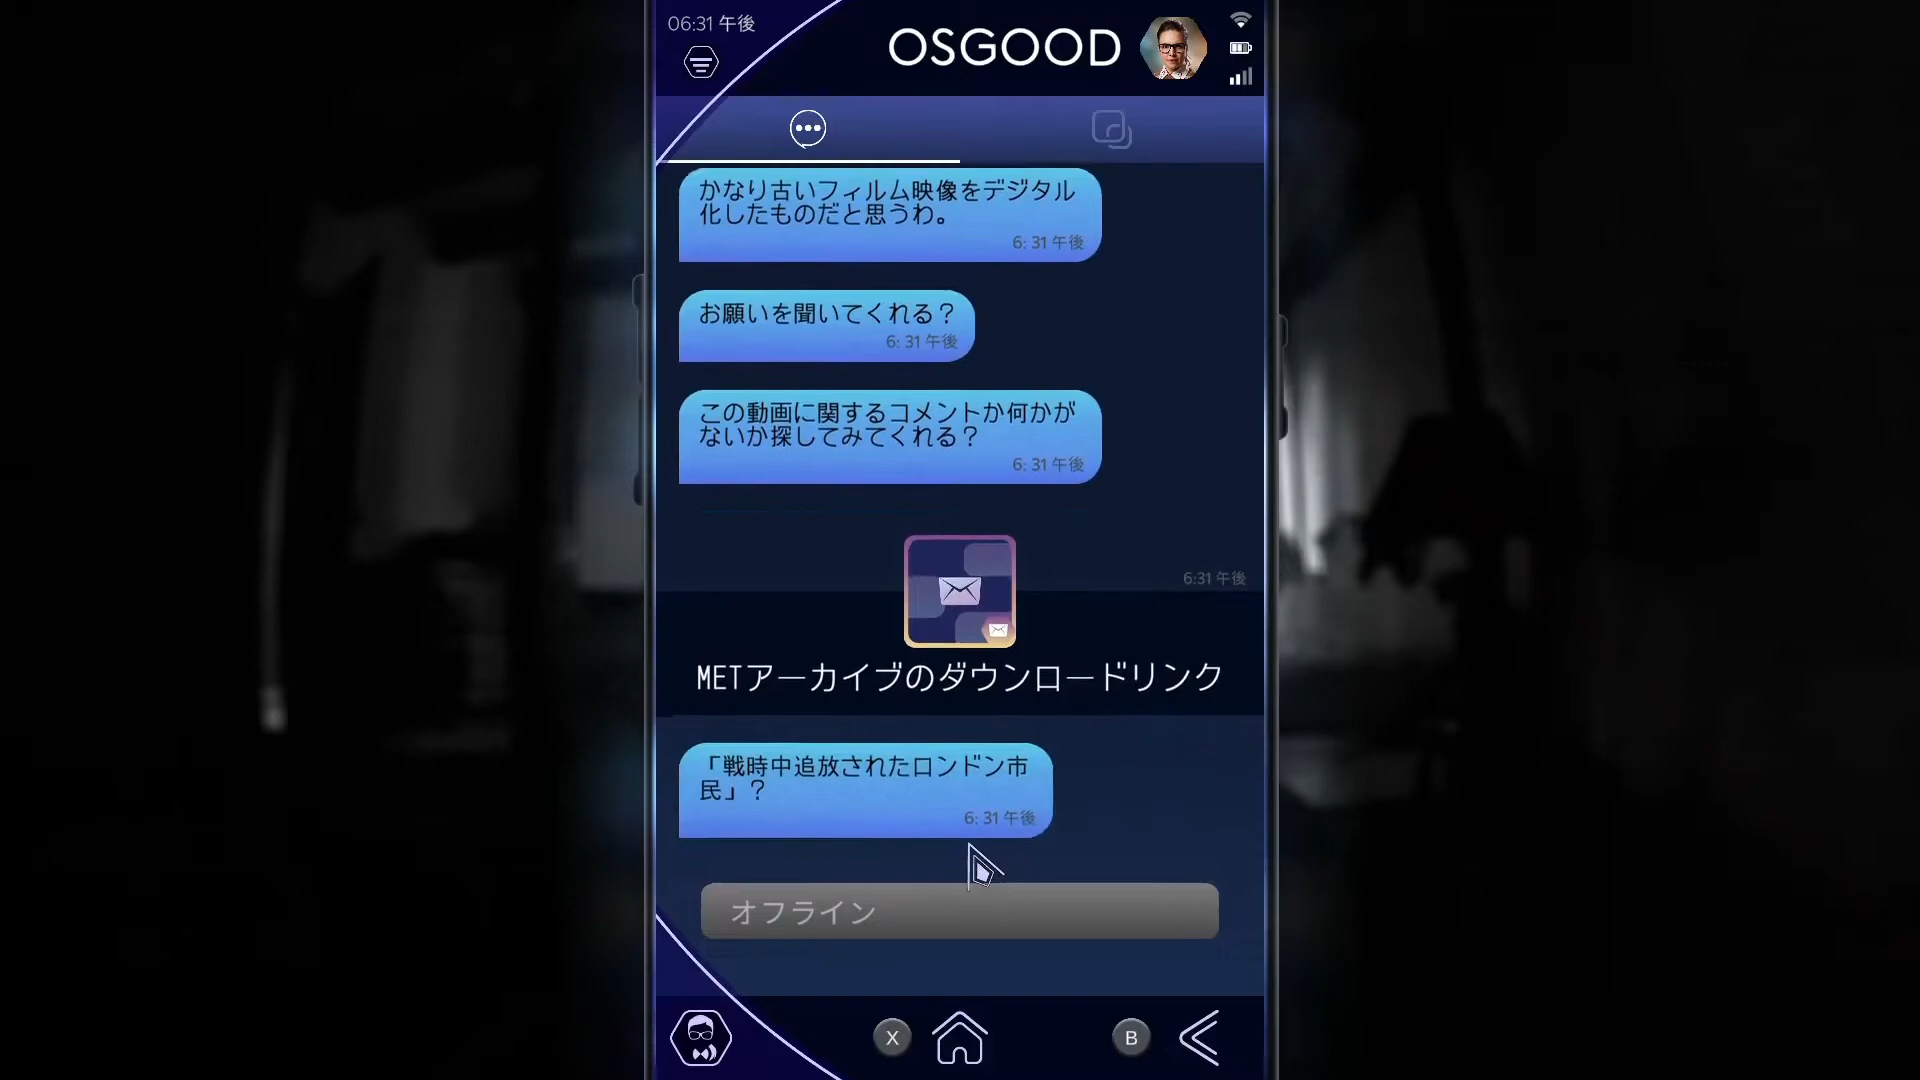 06:31 午後
OSGOOD
かなり古いフィルム映像をデジタル
化したものだと思うわ。
6:31 午後
お願いを聞いてくれる？
6:31 午後
この動画に関するコメントか何かが
ないか探してみてくれる？
6:31 午後
6:31 午後
METアーカイブのダウンロードリンク
「戦時中追放されたロンドン市
民」？
6:31 午後
オフライン
X
B